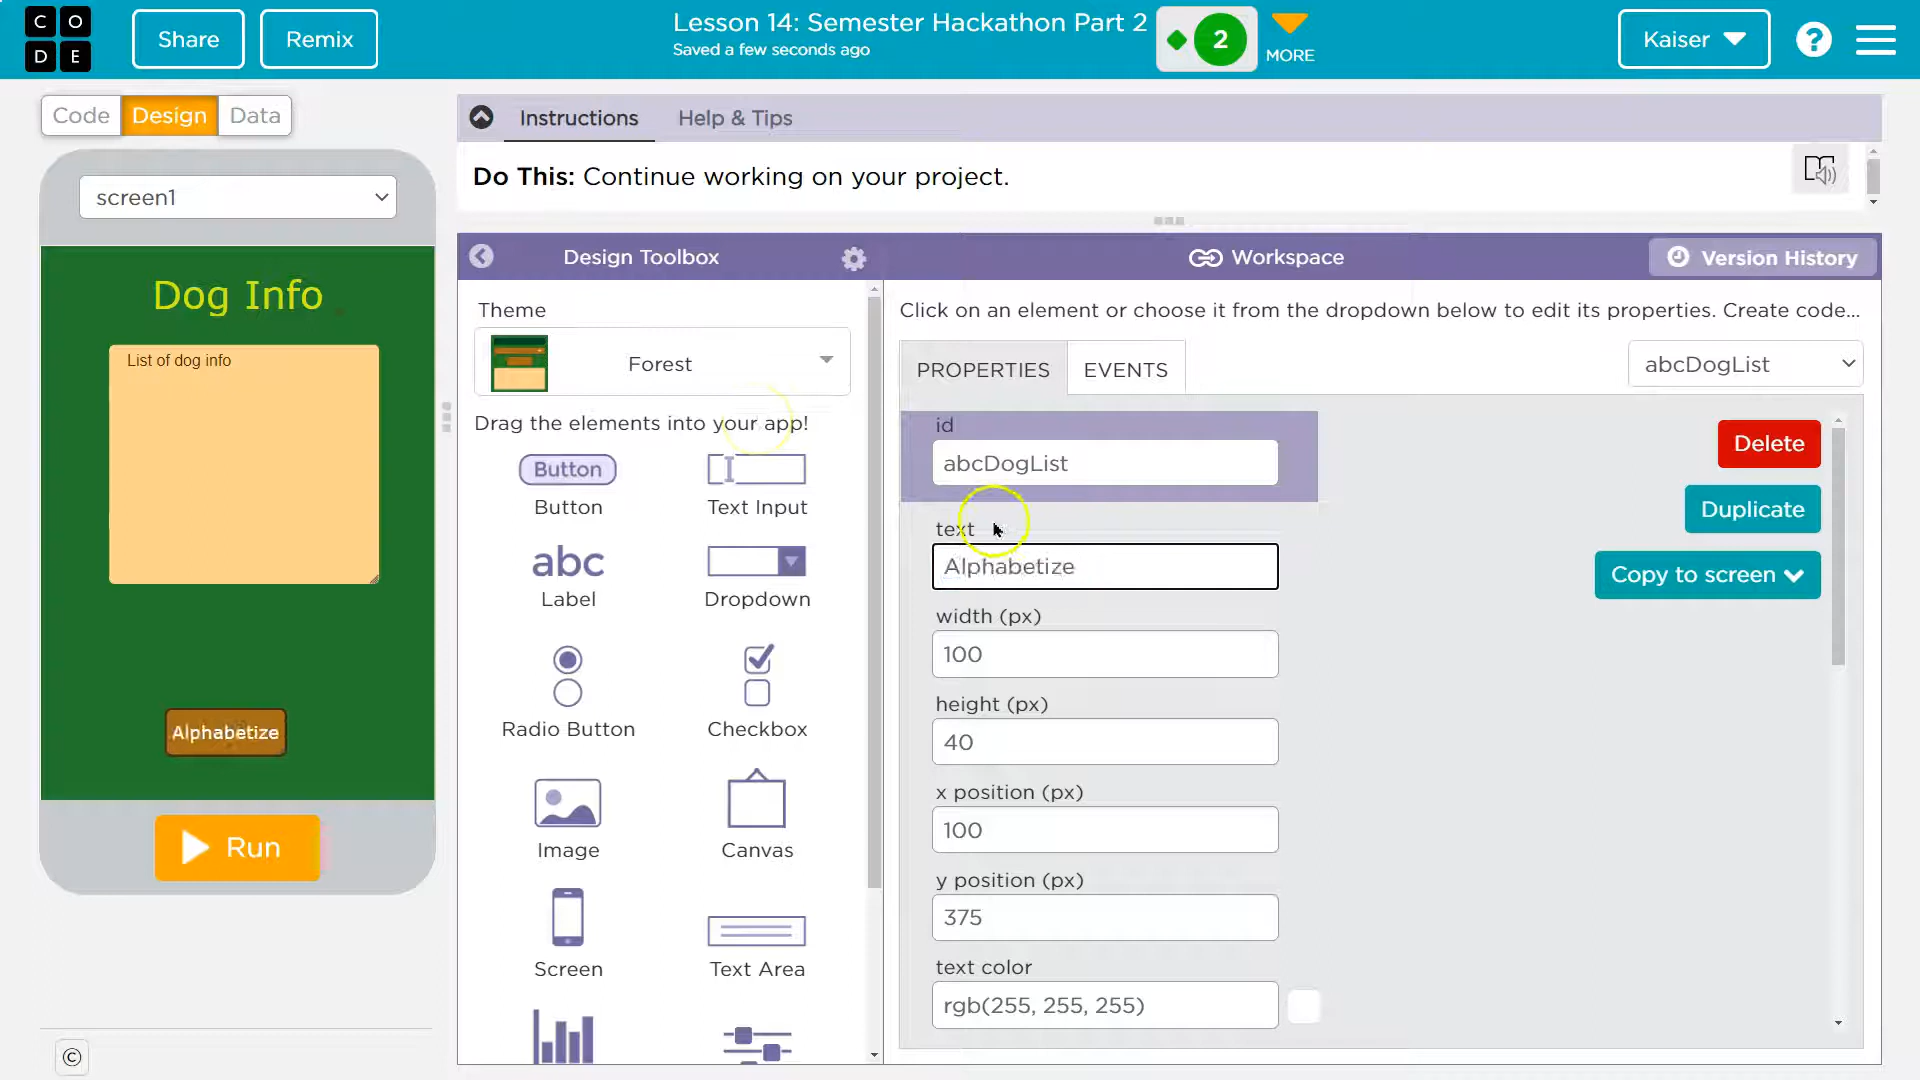 CODE
Share
Remix
Lesson 14: Semester Hackathon Part 2
Saved a few seconds ago
2
MORE
Kaiser
?
Code
Design
Data
Instructions
Help & Tips
Do This: Continue working on your project.
screen1
Dog Info
List of dog info
Alphabetize
Run
©
Design Toolbox
Workspace
Version History
Theme
Forest
Drag the elements into your app!
Button
Button
Text Input
abc
Label
Dropdown
Radio Button
Checkbox
Image
Canvas
Screen
Text Area
Click on an element or choose it from the dropdown below to edit its properties. Create code...
PROPERTIES
EVENTS
abcDogList
id
abcDogList
text
Alphabetize
width (px)
100
height (px)
40
x position (px)
100
y position (px)
375
text color
rgb(255, 255, 255)
Delete
Duplicate
Copy to screen